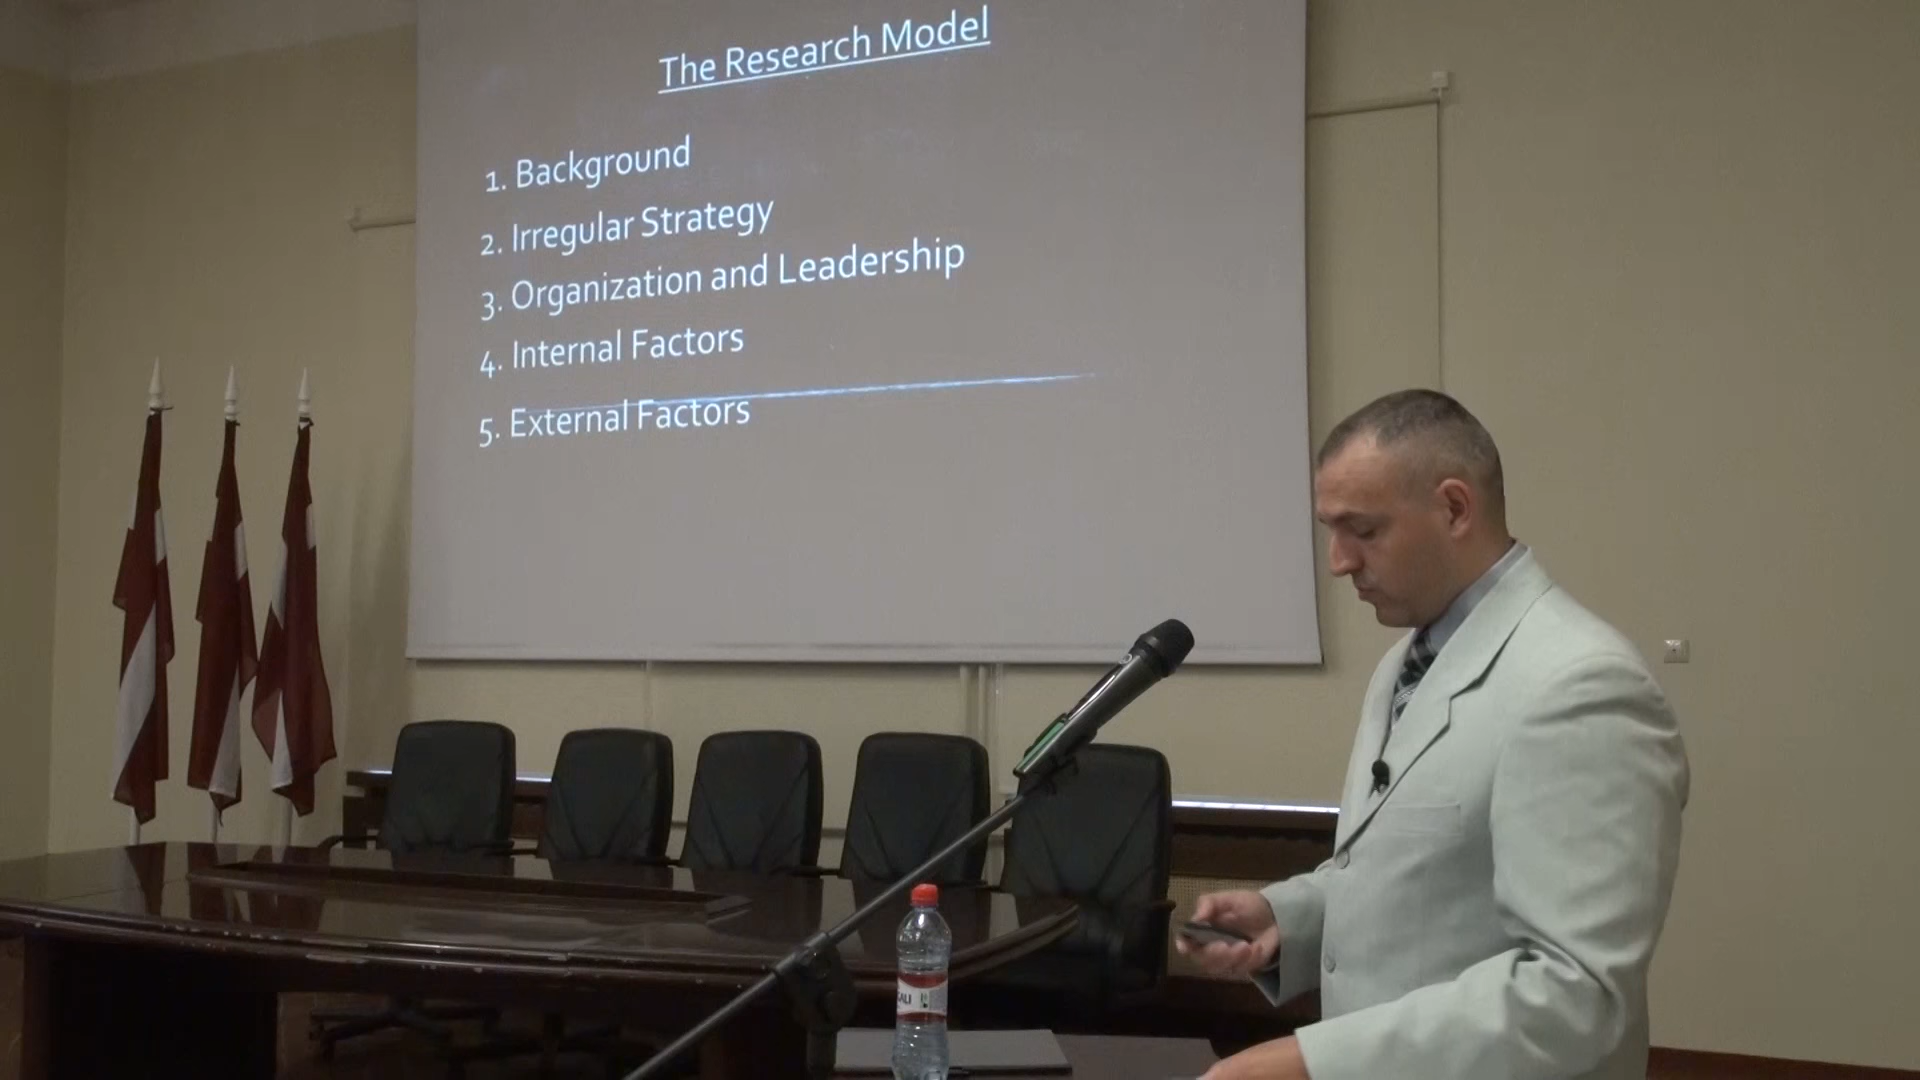 The Research Model
1. Background
2. Irregular Strategy
3. Organization and Leadership
4. Internal Factors
5. External Factors